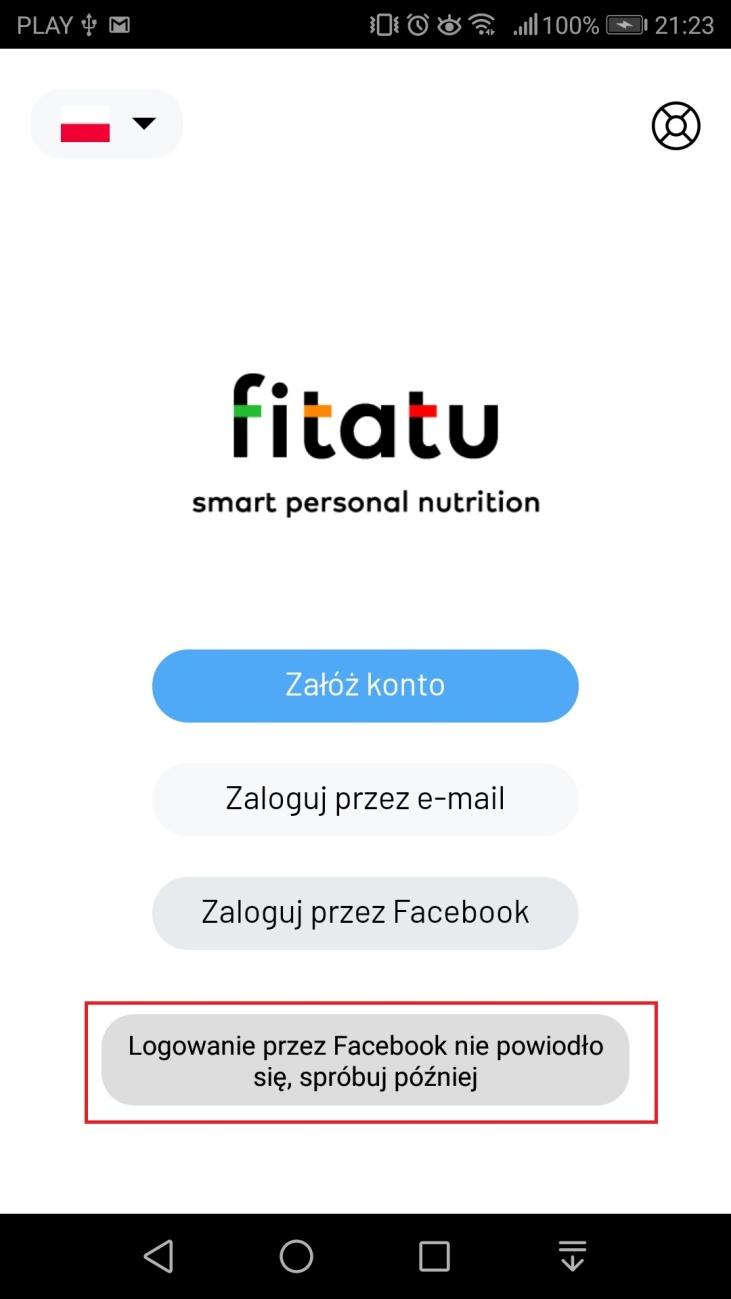 PLAY 100% 21:23
fitatu
smart personal nutrition
Załóż konto
Zaloguj przez e-mail
Zaloguj przez Facebook
Logowanie przez Facebook nie powiodło
się, spróbuj później